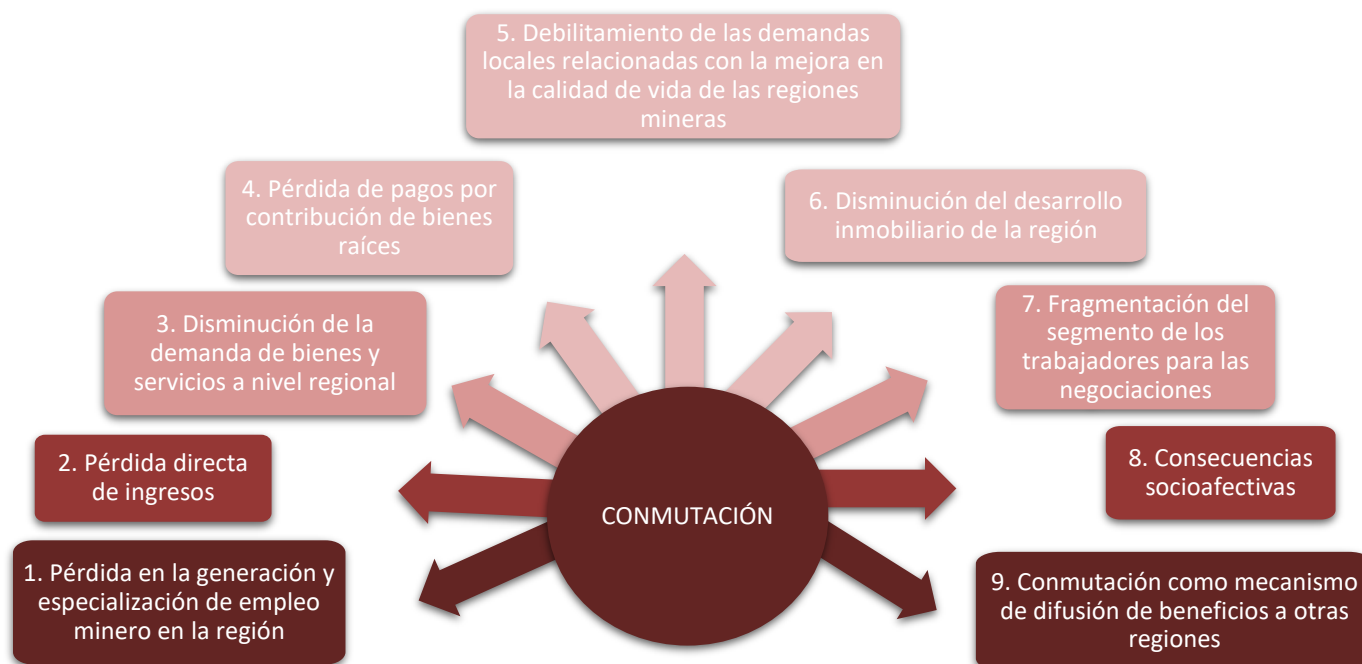 5. Debilitamiento de las demandas
locales relacionadas con la mejora en
la calidad de vida de las regiones
mineras
4. Pérdida de pagos por
contribución de bienes
raíces
6. Disminución del desarrollo
inmobiliario de la región
3. Disminución de la
demanda de bienes y
servicios a nivel regional
7. Fragmentación del
segmento de los
trabajadores para las
negociaciones
2. Pérdida directa
de ingresos
8. Consecuencias
socioafectivas
CONMUTACIÓN
1. Pérdida en la generación y
especialización de empleo
minero en la región
9. Conmutación como mecanismo
de difusión de beneficios a otras
regiones